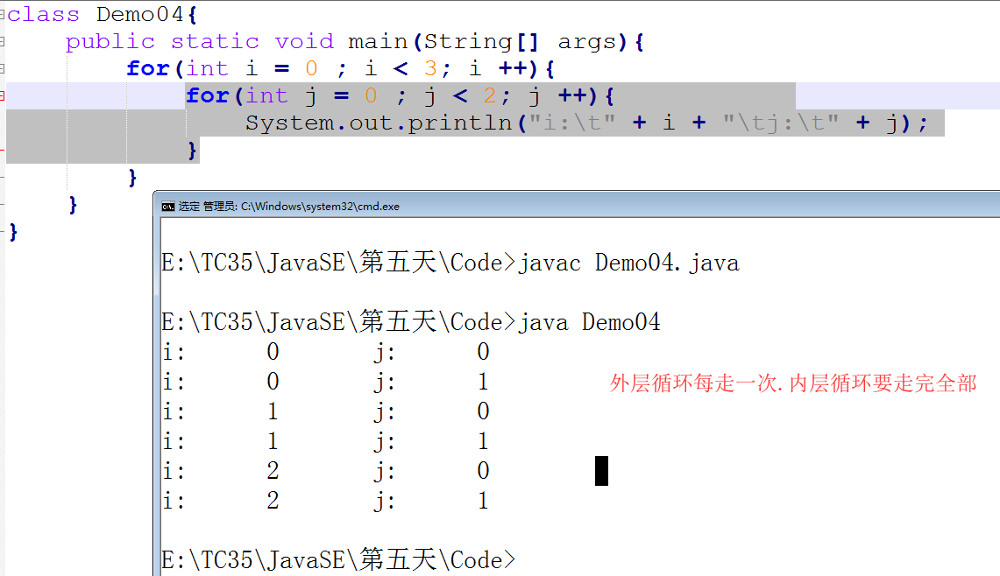 class Demo04{
public static void main(String[] args){
for(int i = 0 ; i < 3; i ++){
for(int j = 0 ; j < 2; j ++){
System.out.println("i:\t" + i + "\tj:\t" + j);
}
}
}
}
选定 管理员: C:\Windows\system32\cmd.exe
E:\TC35\JavaSE\第五天\Code>javac Demo04.java
E:\TC35\JavaSE\第五天\Code>java Demo04
i: 0 j: 0
i: 0 j: 1
外层循环每走一次.内层循环要走完全部
i: 1 j: 0
i: 1 j: 1
i: 2 j: 0
i: 2 j: 1
E:\TC35\JavaSE\第五天\Code>